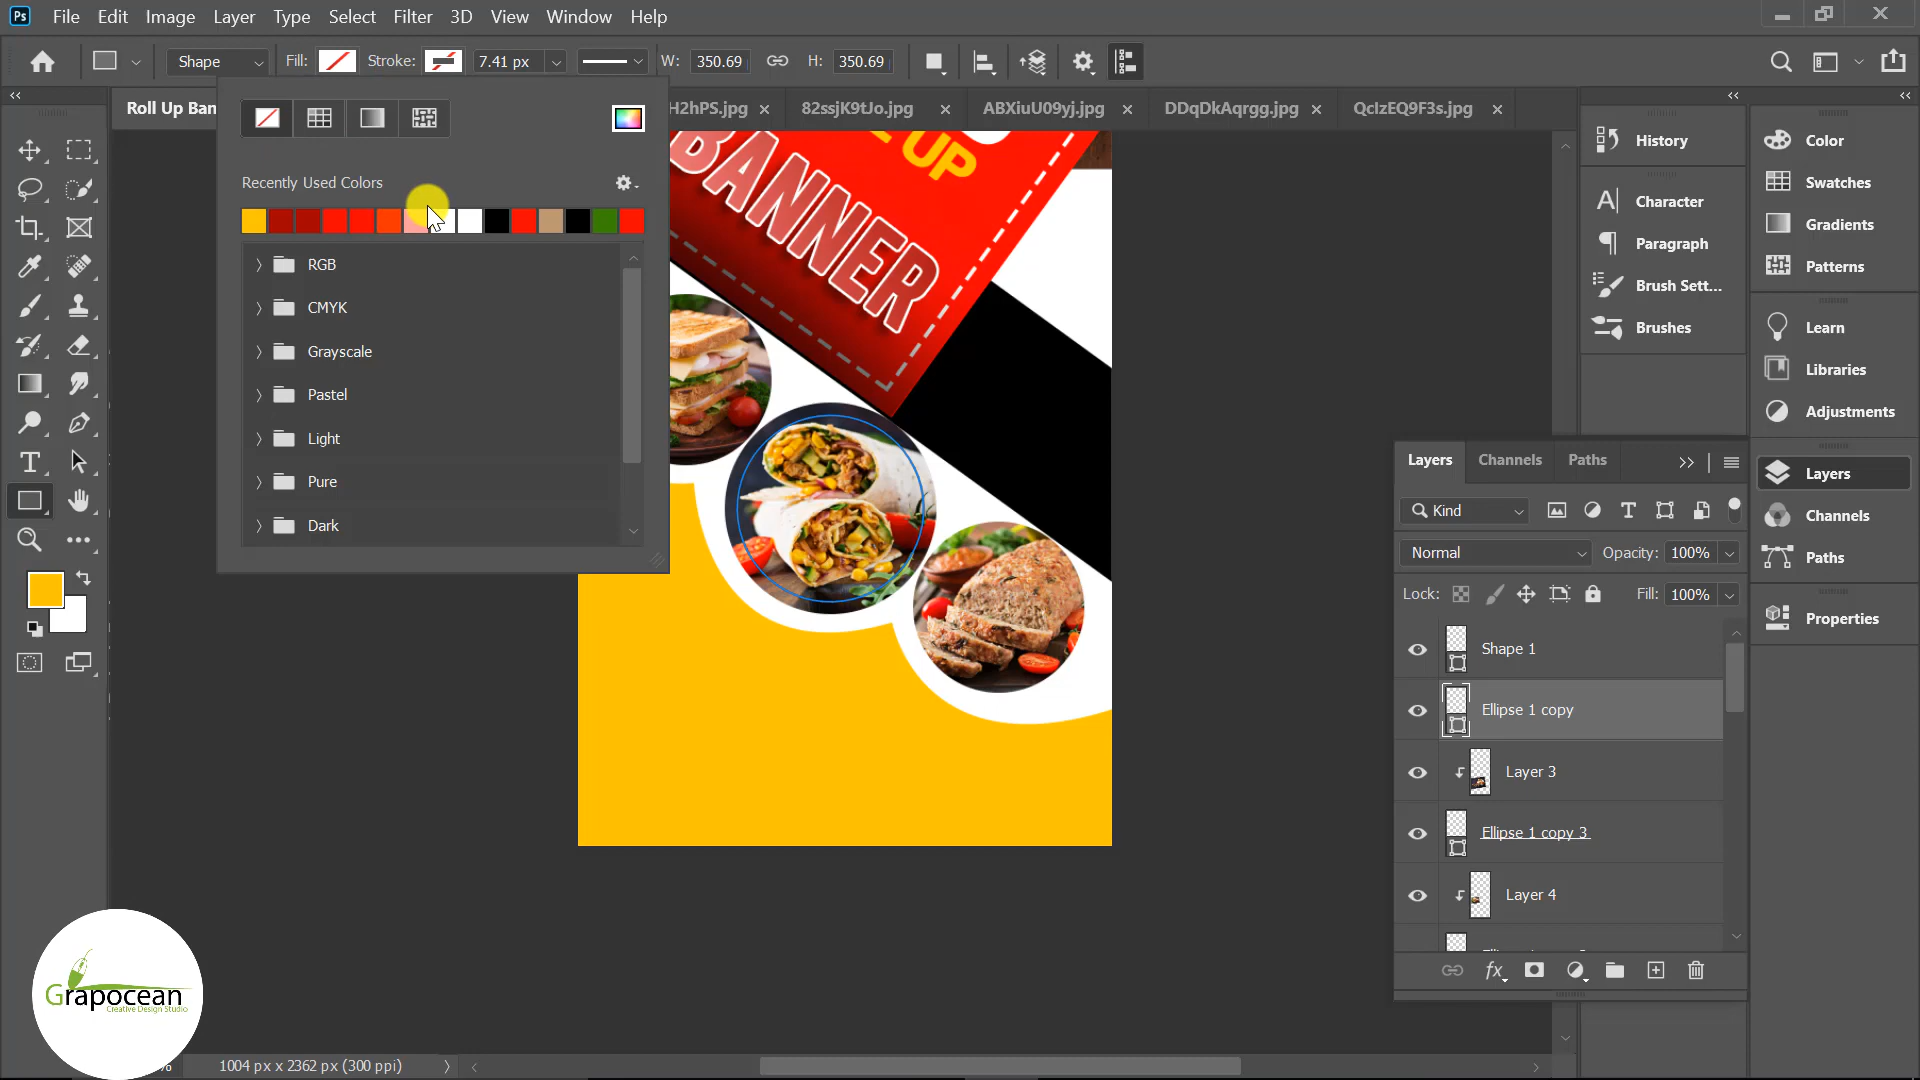 Ps File Edit Image Layer Type Select Filter 3D View Window Help
Shape Fill: Stroke: 7.41 px W: 350.69 H: 350.69
Roll Up Ban H2hPS.jpg 82ssjK9tJo.jpg ABXiuU09yj.jpg DDqDkAqrgg.jpg QcIzEQ9F3s.jpg
Recently Used Colors
RGB
CMYK
Grayscale
Pastel
Light
Pure
Dark
UP
BANNER
History
Character
Paragraph
Brush Sett...
Brushes
Color
Swatches
Gradients
Patterns
Learn
Libraries
Adjustments
Layers
Channels
Paths
Properties
Layers Channels Paths
Kind
Normal Opacity: 100%
Lock: Fill: 100%
Shape 1
Ellipse 1 copy
Layer 3
Ellipse 1 copy 3
Layer 4
fx
Grapocean
Creative Design Studio
% 1004 px x 2362 px (300 ppi)